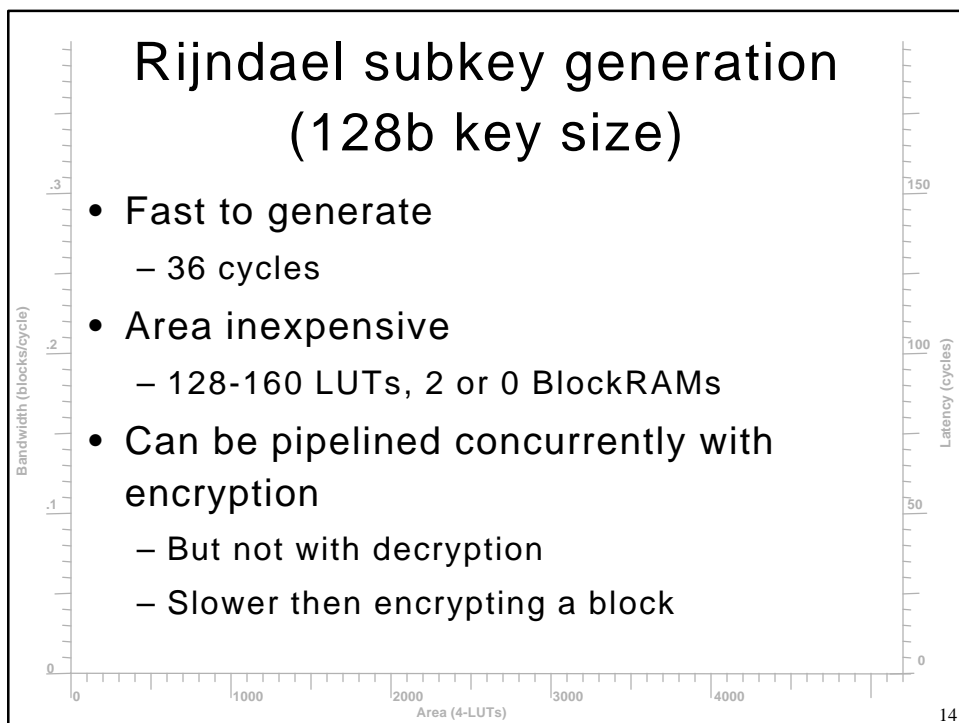 Rijndael subkey generation
(128b key size)
• Fast to generate
– 36 cycles
• Area inexpensive
– 128-160 LUTs, 2 or 0 BlockRAMs
• Can be pipelined concurrently with
encryption
– But not with decryption
– Slower then encrypting a block
Bandwidth (blocks/cycle)
.3
.2
.1
0
150
100
50
0
Latency (cycles)
0 1000 2000 3000 4000
Area (4-LUTs)
14